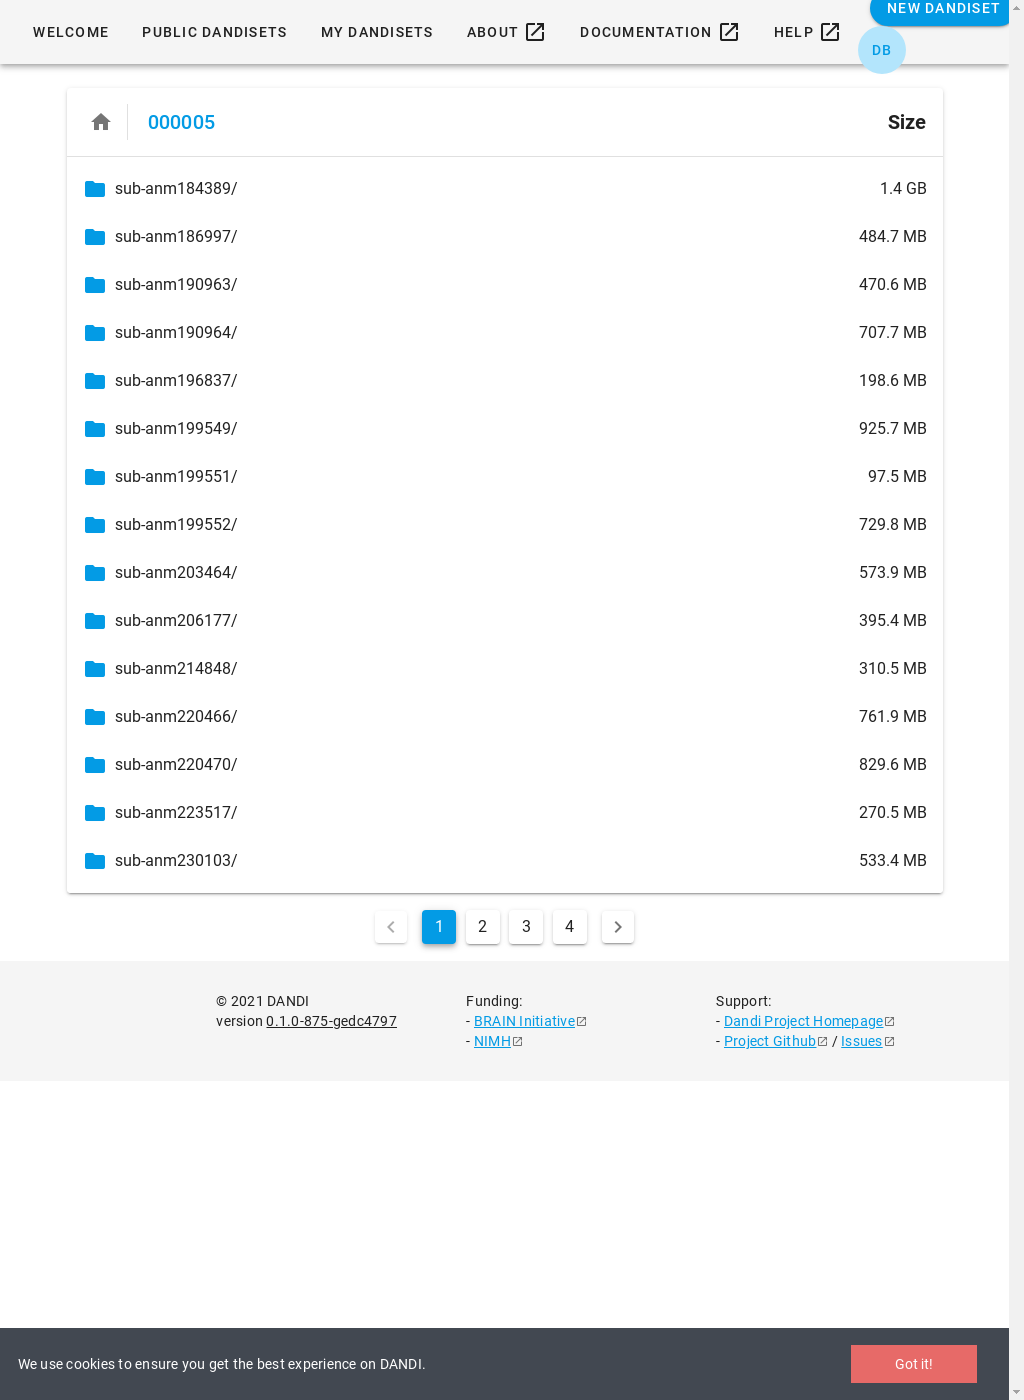 NEW DANDISET
WELCOME PUBLIC DANDISETS MY DANDISETS ABOUT DOCUMENTATION HELP
DB
000005 Size
sub-anm184389/ 1.4 GB
sub-anm186997/ 484.7 MB
sub-anm190963/ 470.6 MB
sub-anm190964/ 707.7 MB
sub-anm196837/ 198.6 MB
sub-anm199549/ 925.7 MB
sub-anm199551/ 97.5 MB
sub-anm199552/ 729.8 MB
sub-anm203464/ 573.9 MB
sub-anm206177/ 395.4 MB
sub-anm214848/ 310.5 MB
sub-anm220466/ 761.9 MB
sub-anm220470/ 829.6 MB
sub-anm223517/ 270.5 MB
sub-anm230103/ 533.4 MB
1 2 3 4
© 2021 DANDI
version 0.1.0-875-gedc4797
Funding:
- BRAIN Initiative
- NIMH
Support:
- Dandi Project Homepage
- Project Github / Issues
We use cookies to ensure you get the best experience on DANDI. Got it!